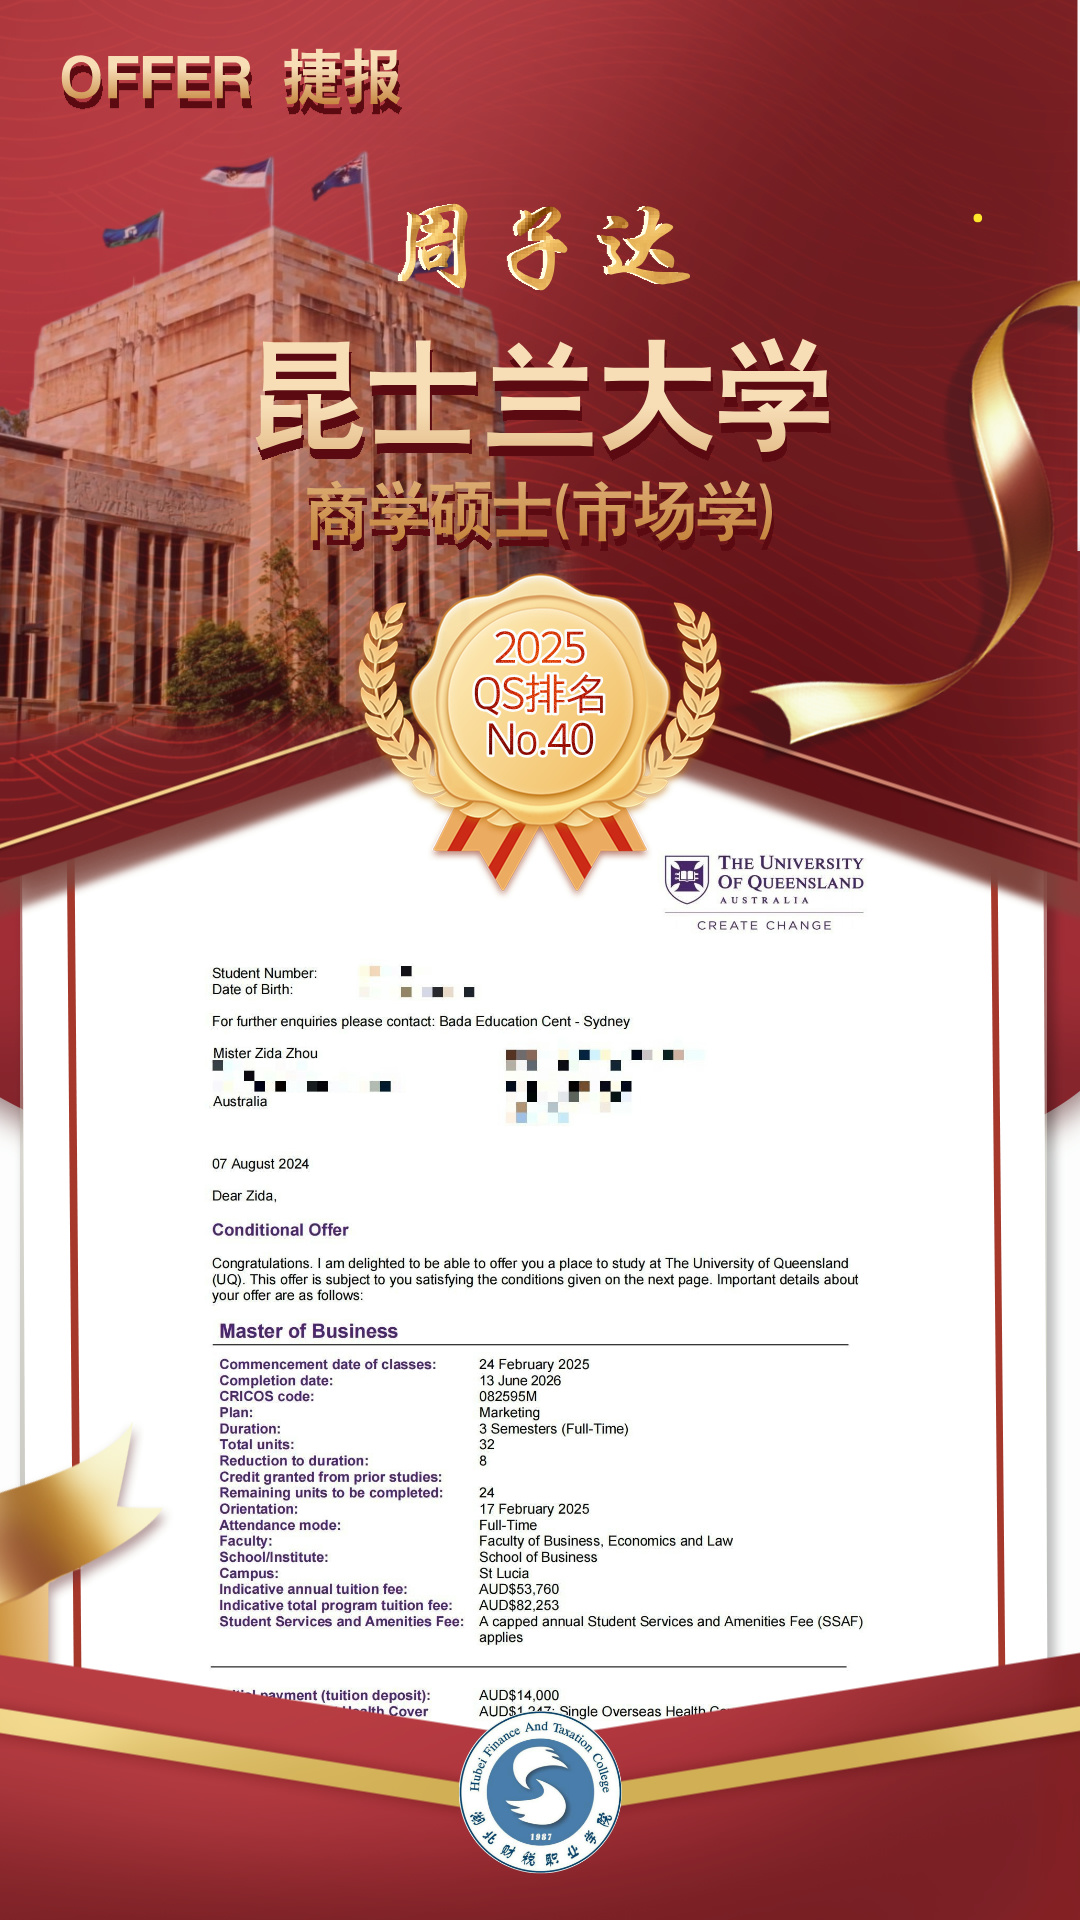 OFFER 捷报
周子达
昆士兰大学
商学硕士(市场学)
2025
QS排名
No.40
THE UNIVERSITY
OF QUEENSLAND
AUSTRALIA
CREATE CHANGE
Student Number:
Date of Birth:
For further enquiries please contact: Bada Education Cent - Sydney
Mister Zida Zhou
Australia
07 August 2024
Dear Zida,
Conditional Offer
Congratulations. I am delighted to be able to offer you a place to study at The University of Queensland
(UQ). This offer is subject to you satisfying the conditions given on the next page. Important details about
your offer are as follows:
Master of Business
Commencement date of classes: 24 February 2025
Completion date: 13 June 2026
CRICOS code: 082595M
Plan: Marketing
Duration: 3 Semesters (Full-Time)
Total units: 32
Reduction to duration: 8
Credit granted from prior studies:
Remaining units to be completed: 24
Orientation: 17 February 2025
Attendance mode: Full-Time
Faculty: Faculty of Business, Economics and Law
School/Institute: School of Business
Campus: St Lucia
Indicative annual tuition fee: AUD$53,760
Indicative total program tuition fee: AUD$82,253
Student Services and Amenities Fee: A capped annual Student Services and Amenities Fee (SSAF)
applies
payment (tuition deposit): AUD$14,000
Health Cover AUD$1,247: Single Overseas Health
Hubei Finance And Taxation College
1987
湖北财税职业学院